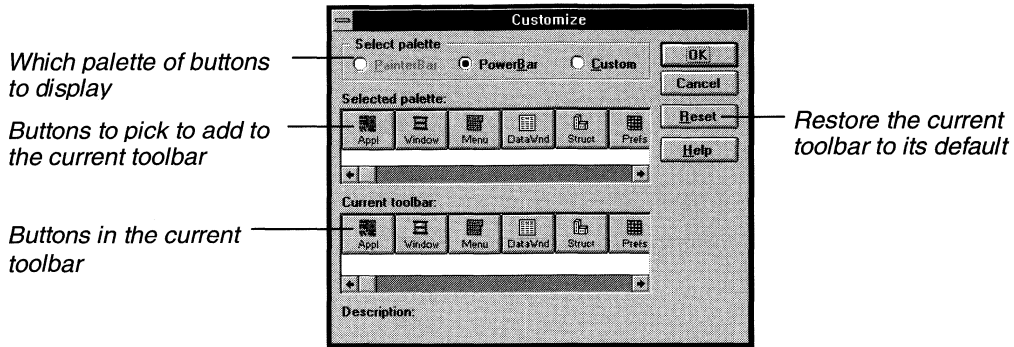 Customize
Select palette
PainterBar PowerBar Custom
OK
Cancel
Reset
Help
Selected palette:
Appl Window Menu DataWnd Struct Prefs
Current toolbar:
Appl Window Menu DataWnd Struct Prefs
Description:
Which palette of buttons
to display
Buttons to pick to add to
the current toolbar
Buttons in the current
toolbar
Restore the current
toolbar to its default